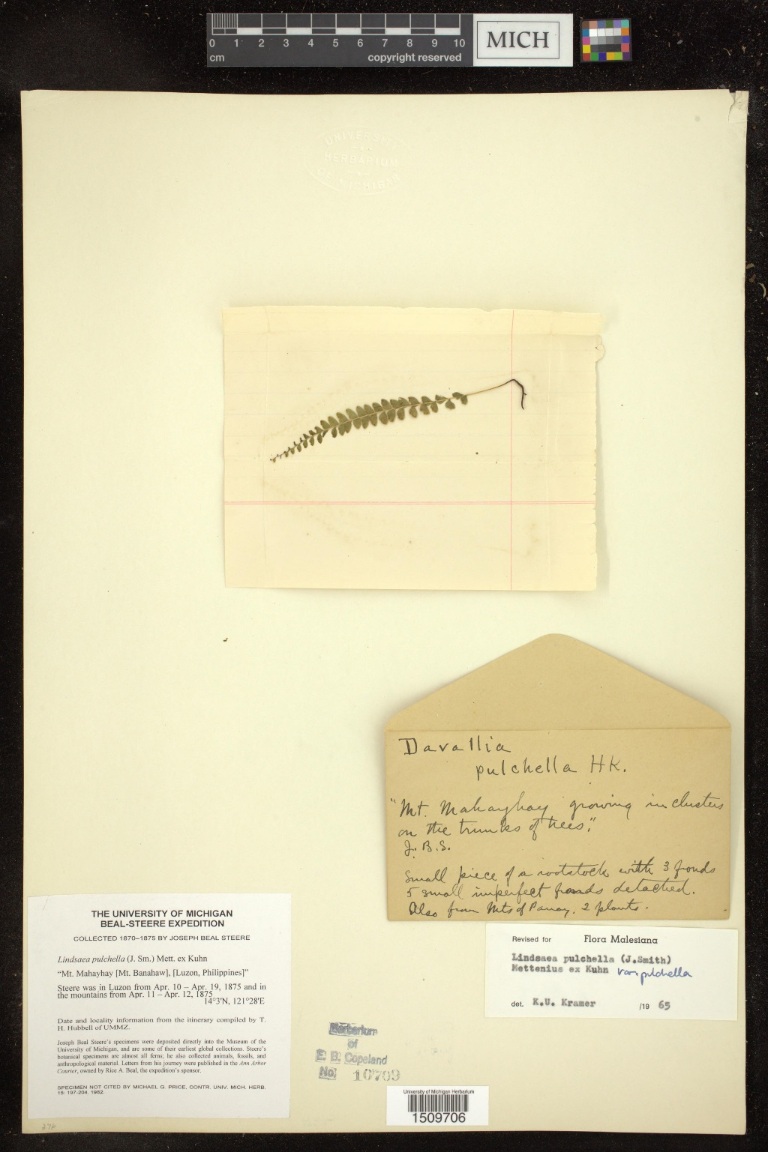 0 1 2 3 4 5 6 7 8 9 10
cm copyright reserved
MICH
Davallia
pulchella Hk.
"Mt. Mahayhay growing in clusters
on the trunks of trees."
J. B. S.
Small piece of a rootstock with 3 fronds
5 small imperfect fronds detached.
Also from Mts of Panay. 2 plants.
THE UNIVERSITY OF MICHIGAN
BEAL-STEERE EXPEDITION
COLLECTED 1870–1875 BY JOSEPH BEAL STEERE
Lindsaea pulchella (J. Sm.) Mett. ex Kuhn
"Mt. Mahayhay [Mt. Banahaw], [Luzon, Philippines]"
Steere was in Luzon from Apr. 10 – Apr. 19, 1875 and in
the mountains from Apr. 11 – Apr. 12, 1875
14°3'N, 121°28'E
Date and locality information from the itinerary compiled by T.
H. Hubbell of UMMZ.
Joseph Beal Steere's specimens were deposited directly into the Museum of the
University of Michigan, and are some of their earliest global collections. Steere's
botanical specimens are almost all ferns; he also collected animals, fossils, and
anthropological material. Letters from his journey were published in the Ann Arbor
Courier, owned by Rice A. Beal, the expedition's sponsor.
SPECIMEN NOT CITED BY MICHAEL G. PRICE, CONTR. UNIV. MICH. HERB.
15: 197-204, 1982
Revised for Flora Malesiana
Lindsaea pulchella (J.Smith)
Mettenius ex Kuhn var pulchella
det. K.U. Kramer /19 65
Herbarium
of
E. B. Copeland
No. 10709
University of Michigan Herbarium
1509706